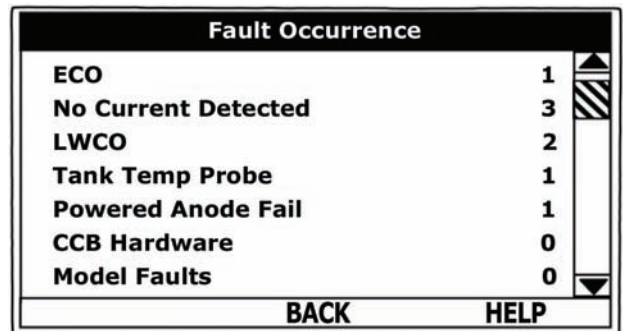 Fault Occurrence
ECO 1
No Current Detected 3
LWCO 2
Tank Temp Probe 1
Powered Anode Fail 1
CCB Hardware 0
Model Faults 0
BACK HELP